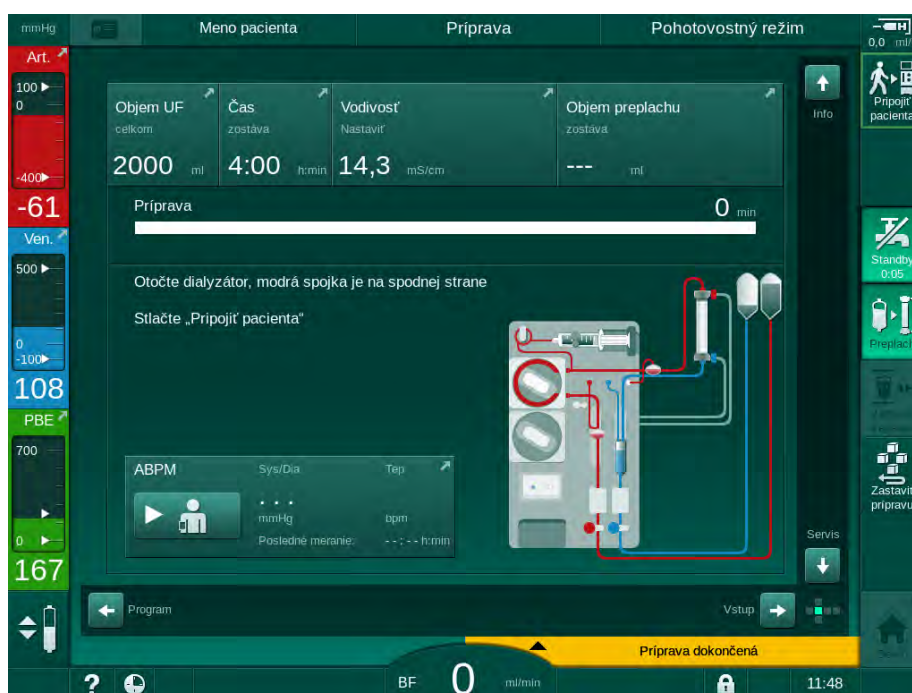 mmHg
Meno pacienta
Príprava
Pohotovostný režim
0,0 ml/
Art.
100
0
-400
-61
Ven.
500
0
-100
108
PBE
700
0
167
Objem UF
celkom
2000 ml
Čas
zostáva
4:00 h:min
Vodivosť
Nastaviť
14,3 mS/cm
Objem preplachu
zostáva
--- ml
Príprava
0 min
Otočte dialyzátor, modrá spojka je na spodnej strane
Stlačte „Pripojiť pacienta“
ABPM
Sys/Dia
Tep
. . .
mmHg
bpm
Posledné meranie:
--:-- h:min
Info
Servis
Program
Vstup
Pripojiť
pacienta
Standby
0:05
Preplach
Zastaviť
prípravu
Príprava dokončená
?
BF 0 ml/min
11:48